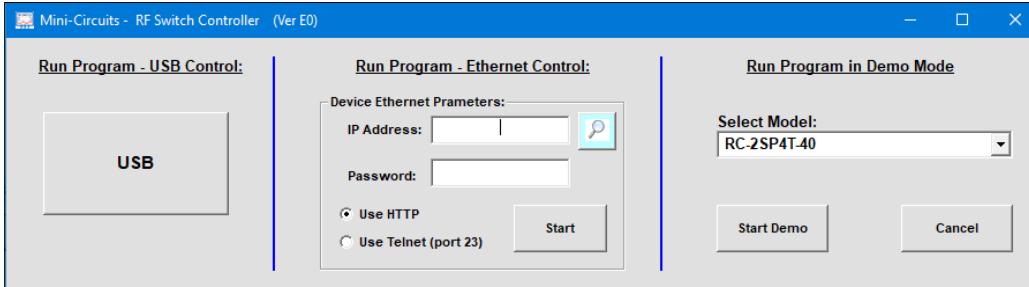 Mini-Circuits - RF Switch Controller (Ver E0)
Run Program - USB Control:
USB
Run Program - Ethernet Control:
Device Ethernet Prameters:
IP Address:
Password:
Use HTTP
Use Telnet (port 23)
Start
Run Program in Demo Mode
Select Model:
RC-2SP4T-40
Start Demo
Cancel